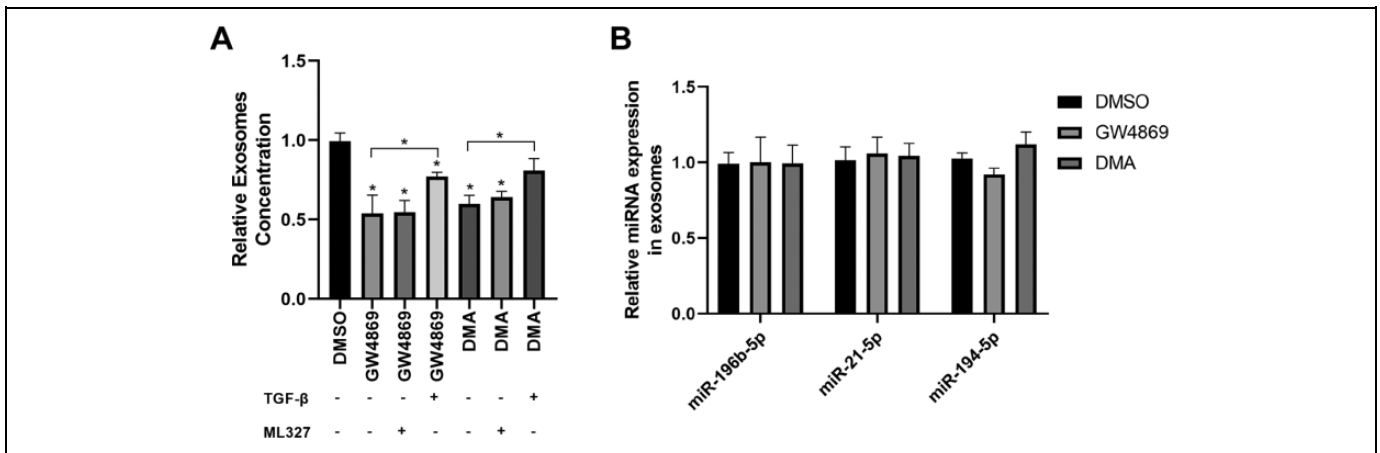 A
Relative Exosomes
Concentration
1.5
1.0
0.5
0.0
*
*
*
*
*
*
*
DMSO
GW4869
GW4869
GW4869
DMA
DMA
DMA
TGF-β - - - + - - +
ML327 - - + - - + -
B
Relative miRNA expression
in exosomes
1.5
1.0
0.5
0.0
miR-196b-5p
miR-21-5p
miR-194-5p
DMSO
GW4869
DMA